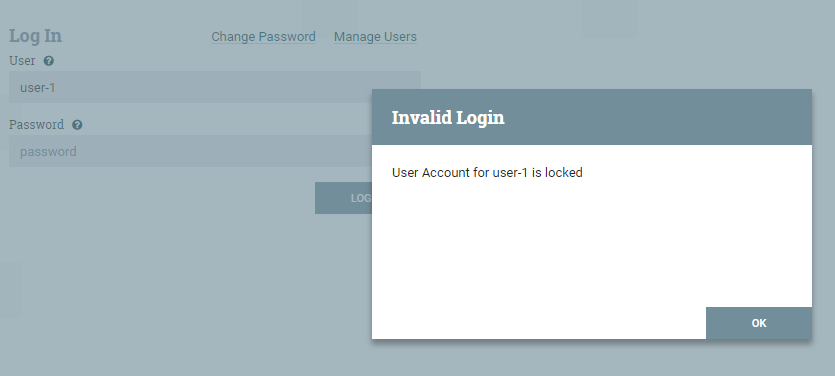 Log In
Change Password
Manage Users
User
user-1
Password
password
LOG
Invalid Login
User Account for user-1 is locked
OK